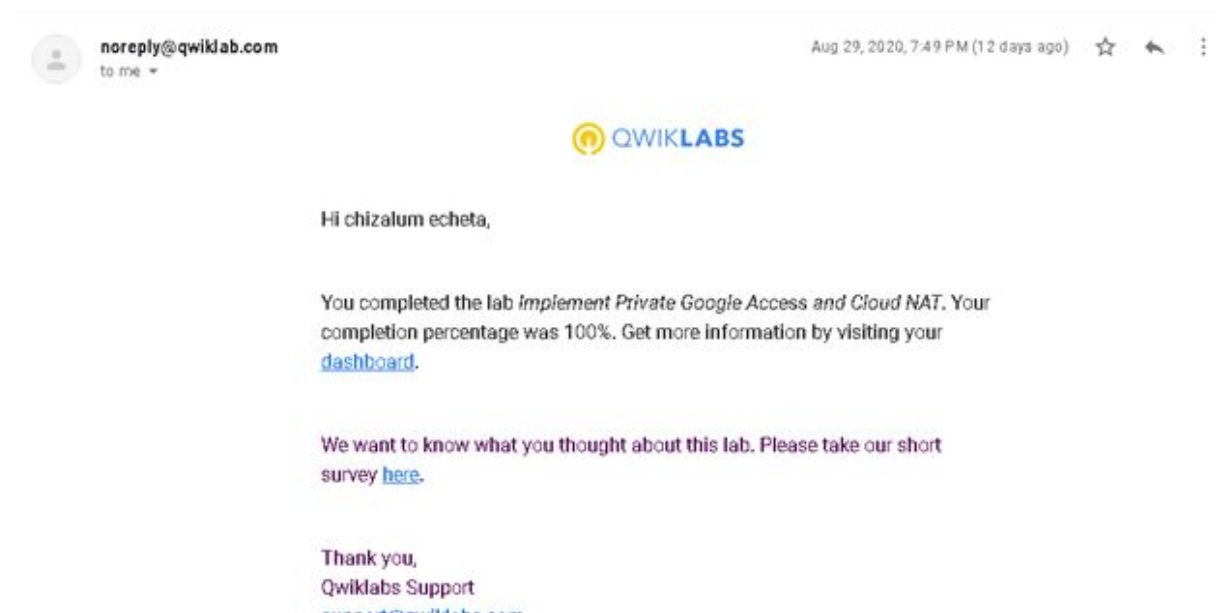 noreply@qwiklab.com
Aug 29, 2020, 7:49 PM (12 days ago)
to me
QWIKLABS
Hi chizalum echeta,
You completed the lab Implement Private Google Access and Cloud NAT. Your
completion percentage was 100%. Get more information by visiting your
dashboard.
We want to know what you thought about this lab. Please take our short
survey here.
Thank you,
Qwiklabs Support